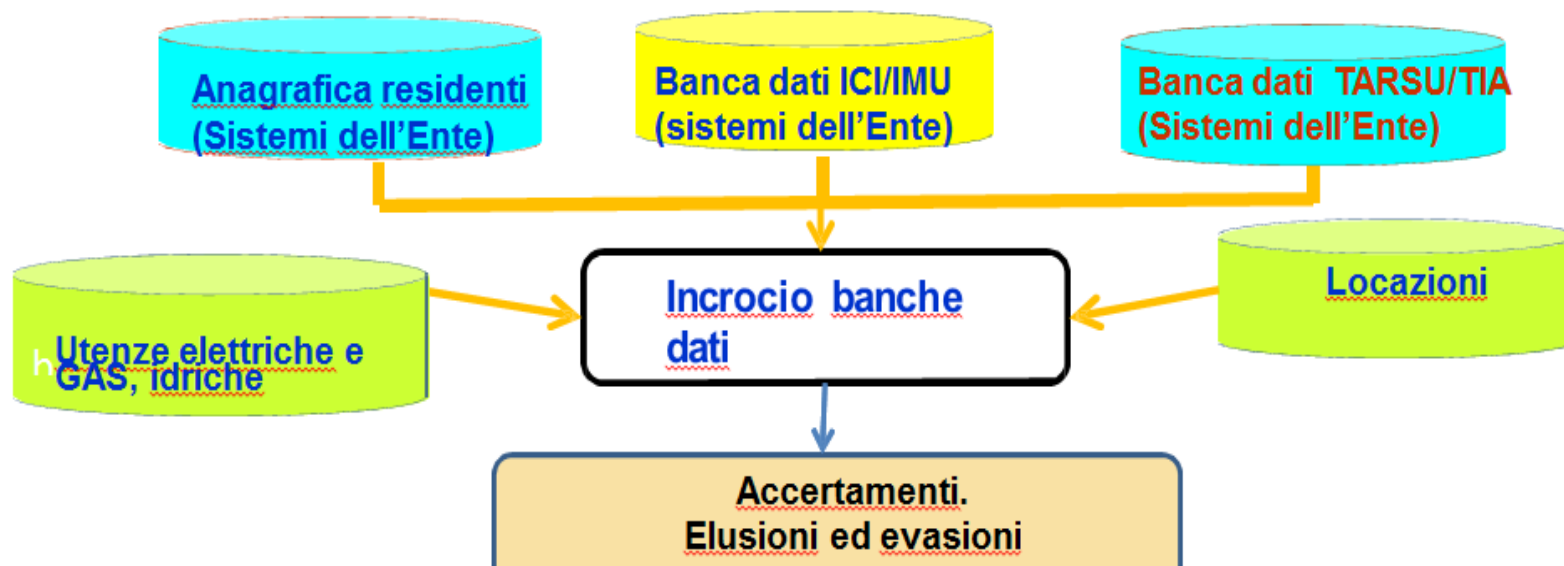 Anagrafica residenti
(Sistemi dell’Ente)
Banca dati ICI/IMU
(sistemi dell’Ente)
Banca dati TARSU/TIA
(Sistemi dell’Ente)
Utenze elettriche e
GAS, idriche
Incrocio banche
dati
Locazioni
Accertamenti.
Elusioni ed evasioni